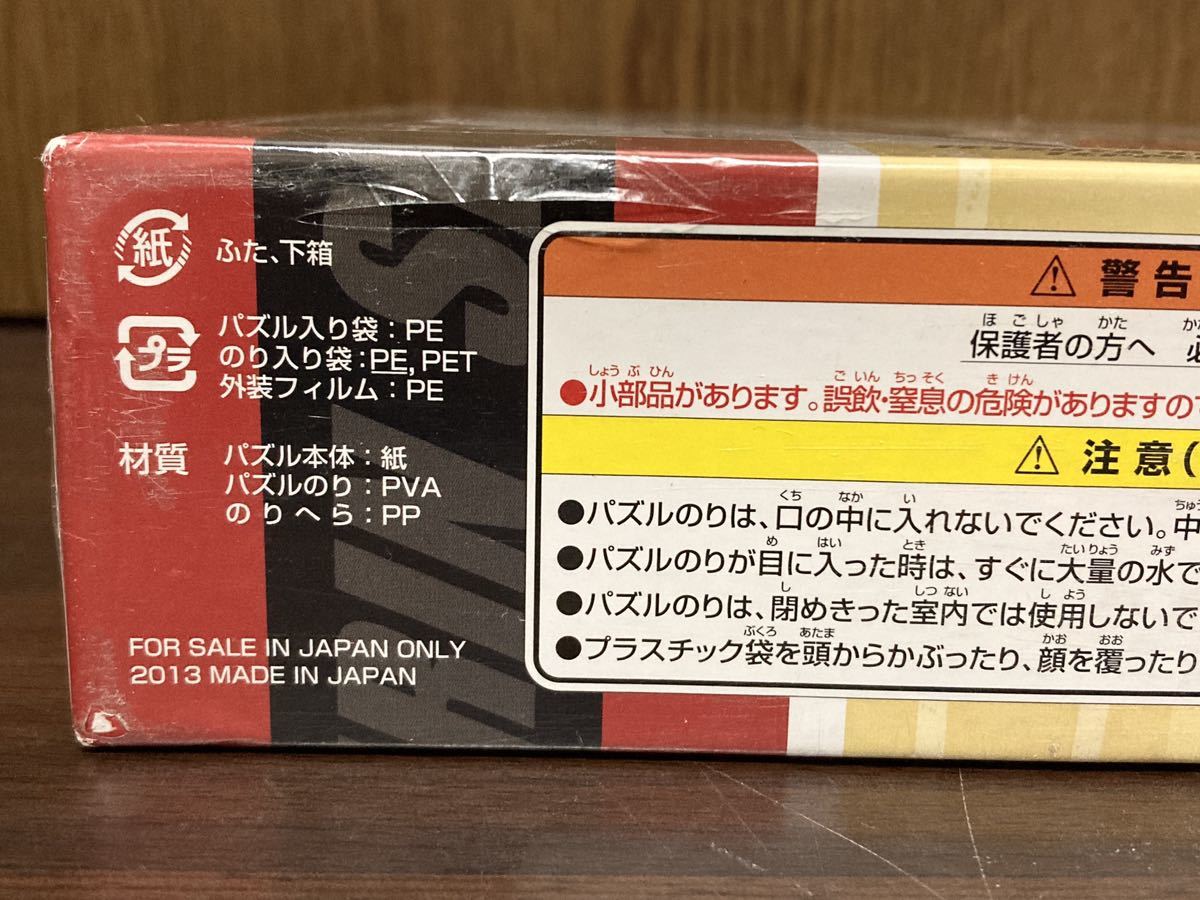 紙 ふた、下箱
プラ パズル入り袋：PE
のり入り袋：PE, PET
外装フィルム：PE
材質 パズル本体：紙
パズルのり：PVA
のりへら：PP
FOR SALE IN JAPAN ONLY
2013 MADE IN JAPAN
警告
ほごしゃ かた
保護者の方へ
しょうぶひん ごいん ちっそく きけん
●小部品があります。誤飲・窒息の危険がありますので
注意(
くち なか い
●パズルのりは、口の中に入れないでください。中
め はい とき たいりょう みず
●パズルのりが目に入った時は、すぐに大量の水で
し しつない しよう
●パズルのりは、閉めきった室内では使用しないで
ぶくろ あたま かお おお
●プラスチック袋を頭からかぶったり、顔を覆ったり